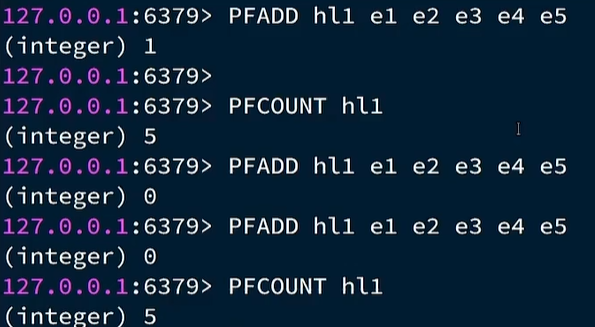 127.0.0.1:6379> PFADD hl1 e1 e2 e3 e4 e5
(integer) 1
127.0.0.1:6379>
127.0.0.1:6379> PFCOUNT hl1
(integer) 5
127.0.0.1:6379> PFADD hl1 e1 e2 e3 e4 e5
(integer) 0
127.0.0.1:6379> PFADD hl1 e1 e2 e3 e4 e5
(integer) 0
127.0.0.1:6379> PFCOUNT hl1
(integer) 5